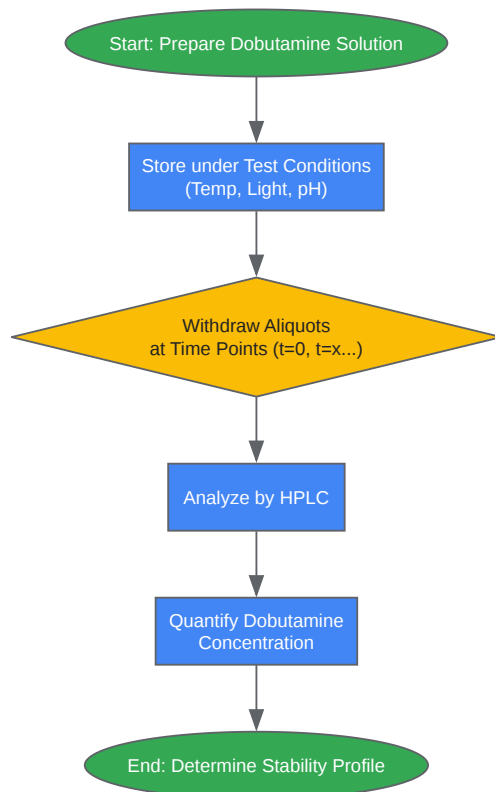 Start: Prepare Dobutamine Solution
Store under Test Conditions
(Temp, Light, pH)
Withdraw Aliquots
at Time Points (t=0, t=x...)
Analyze by HPLC
Quantify Dobutamine
Concentration
End: Determine Stability Profile